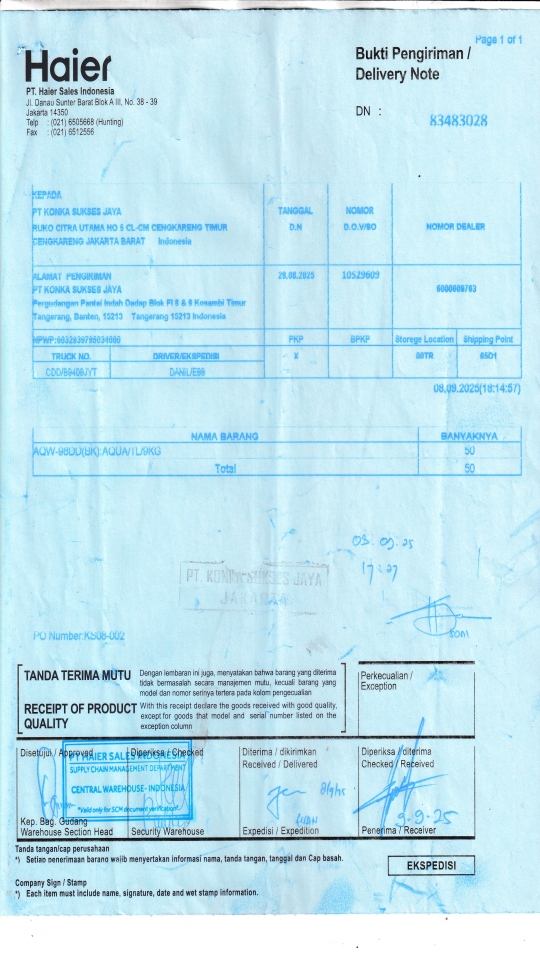 Page 1 of 1
Haier
Bukti Pengiriman /
Delivery Note
PT. Haier Sales Indonesia
Jl. Danau Sunter Barat Blok A III, No. 38 - 39
Jakarta 14350
Telp : (021) 6505668 (Hunting)
Fax : (021) 6512556
DN : 83483028
KEPADA
PT KONKA SUKSES JAYA
RUKO CITRA UTAMA NO 5 CL-CM CENGKARENG TIMUR
CENGKARENG JAKARTA BARAT Indonesia
TANGGAL
D.N
NOMOR
D.O.V/SO
NOMOR DEALER
ALAMAT PENGIRIMAN
PT KONKA SUKSES JAYA
Pergudangan Pantai Indah Dadap Blok FI 8 & 9 Kosambi Timur
Tangerang, Banten, 15213 Tangerang 15213 Indonesia
29.08.2025
10529609
PKP
BPKP
Storege Location
Shipping Point
TRUCK NO.
DRIVER/EKSPEDISI
X
00TR
65D1
08.09.2025(18:14:57)
NAMA BARANG
BANYAKNYA
AQW-98DD(BK):AQUA/TL/9KG
50
Total
50
17:27
PT. KONKA SUKSES JAYA
JAKARTA
PO Number:KS08-002
TANDA TERIMA MUTU
Dengan lembaran ini juga, menyatakan bahwa barang yang diterima
tidak bermasalah secara manajemen mutu, kecuali barang yang
model dan nomor serinya tertera pada kolom pengecualian
RECEIPT OF PRODUCT
QUALITY
With this receipt declare the goods received with good quality,
except for goods that model and serial number listed on the
exception column
Perkecualian /
Exception
Disetujui / Approved
Diperiksa / Checked
Diterima / dikirimkan
Received / Delivered
Diperiksa / diterima
Checked / Received
PT HAIER SALES INDONESIA
SUPPLY CHAIN MANAGEMENT DEPARTMENT
CENTRAL WAREHOUSE - INDONESIA
*Valid only for SCM document verification*
9-9-25
Kep. Bag. Gudang
Warehouse Section Head
Security Warehouse
Expedisi / Expedition
Penerima / Receiver
Tanda tangan/cap perusahaan
*) Setiap penerimaan barang wajib menyertakan informasi nama, tanda tangan, tanggal dan Cap basah.
EKSPEDISI
Company Sign / Stamp
*) Each item must include name, signature, date and wet stamp information.